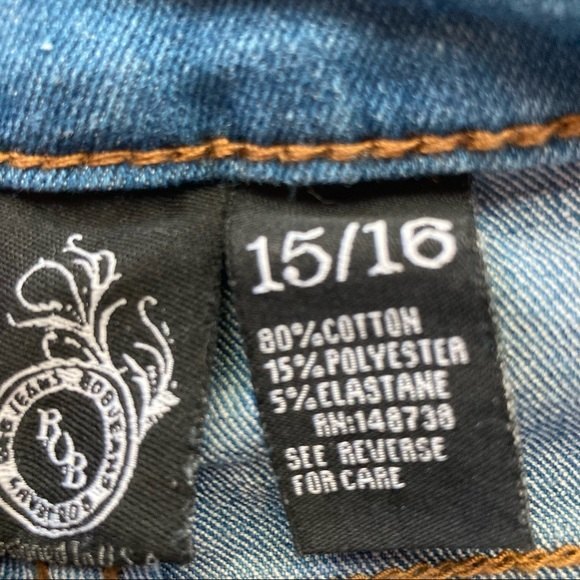 ROB
15/16
80%COTTON
15%POLYESTER
5%ELASTANE
RN:148738
SEE REVERSE
FOR CARE